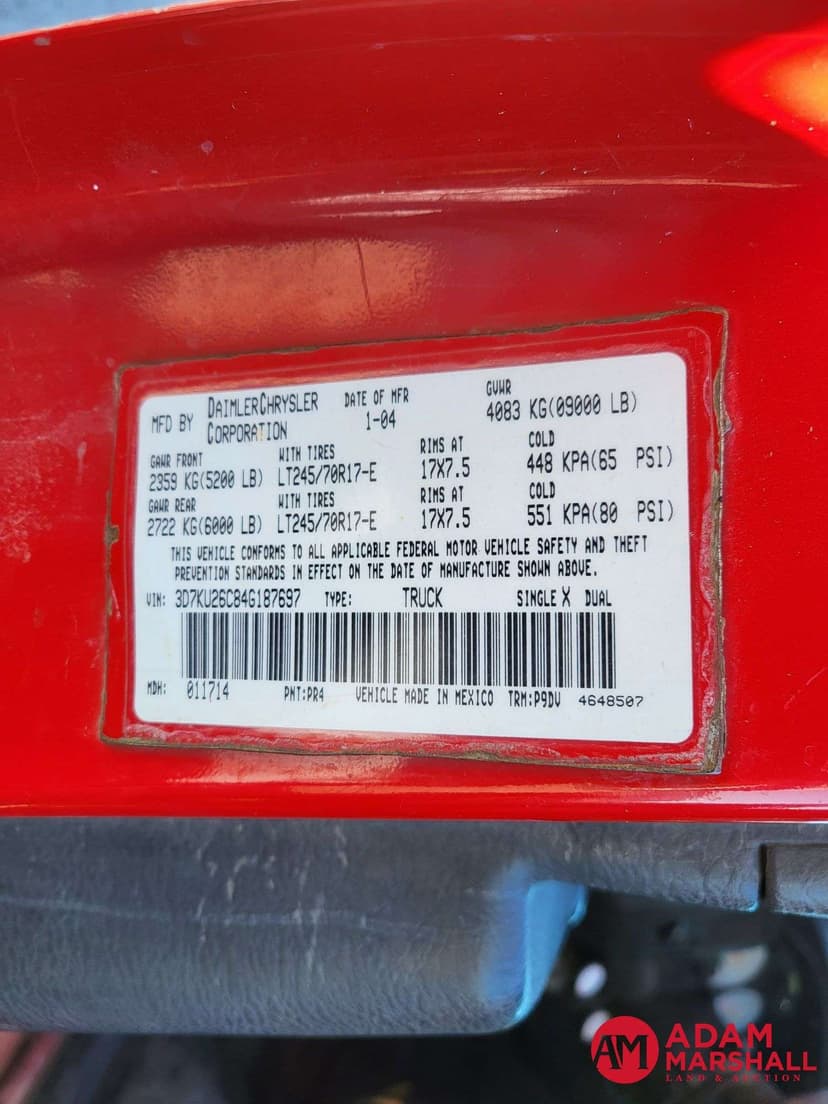 MFD BY DAIMLERCHRYSLER CORPORATION DATE OF MFR 1-04 GVWR 4083 KG(09000 LB)
GAWR FRONT WITH TIRES RIMS AT COLD
2359 KG(5200 LB) LT245/70R17-E 17X7.5 448 KPA(65 PSI)
GAWR REAR WITH TIRES RIMS AT COLD
2722 KG(6000 LB) LT245/70R17-E 17X7.5 551 KPA(80 PSI)
THIS VEHICLE CONFORMS TO ALL APPLICABLE FEDERAL MOTOR VEHICLE SAFETY AND THEFT
PREVENTION STANDARDS IN EFFECT ON THE DATE OF MANUFACTURE SHOWN ABOVE.
VIN: 3D7KU26C84G187697 TYPE: TRUCK SINGLE X DUAL
MDH: 011714 PNT:PR4 VEHICLE MADE IN MEXICO TRM:P9DV 4648507
AM ADAM
MARSHALL
LAND & AUCTION